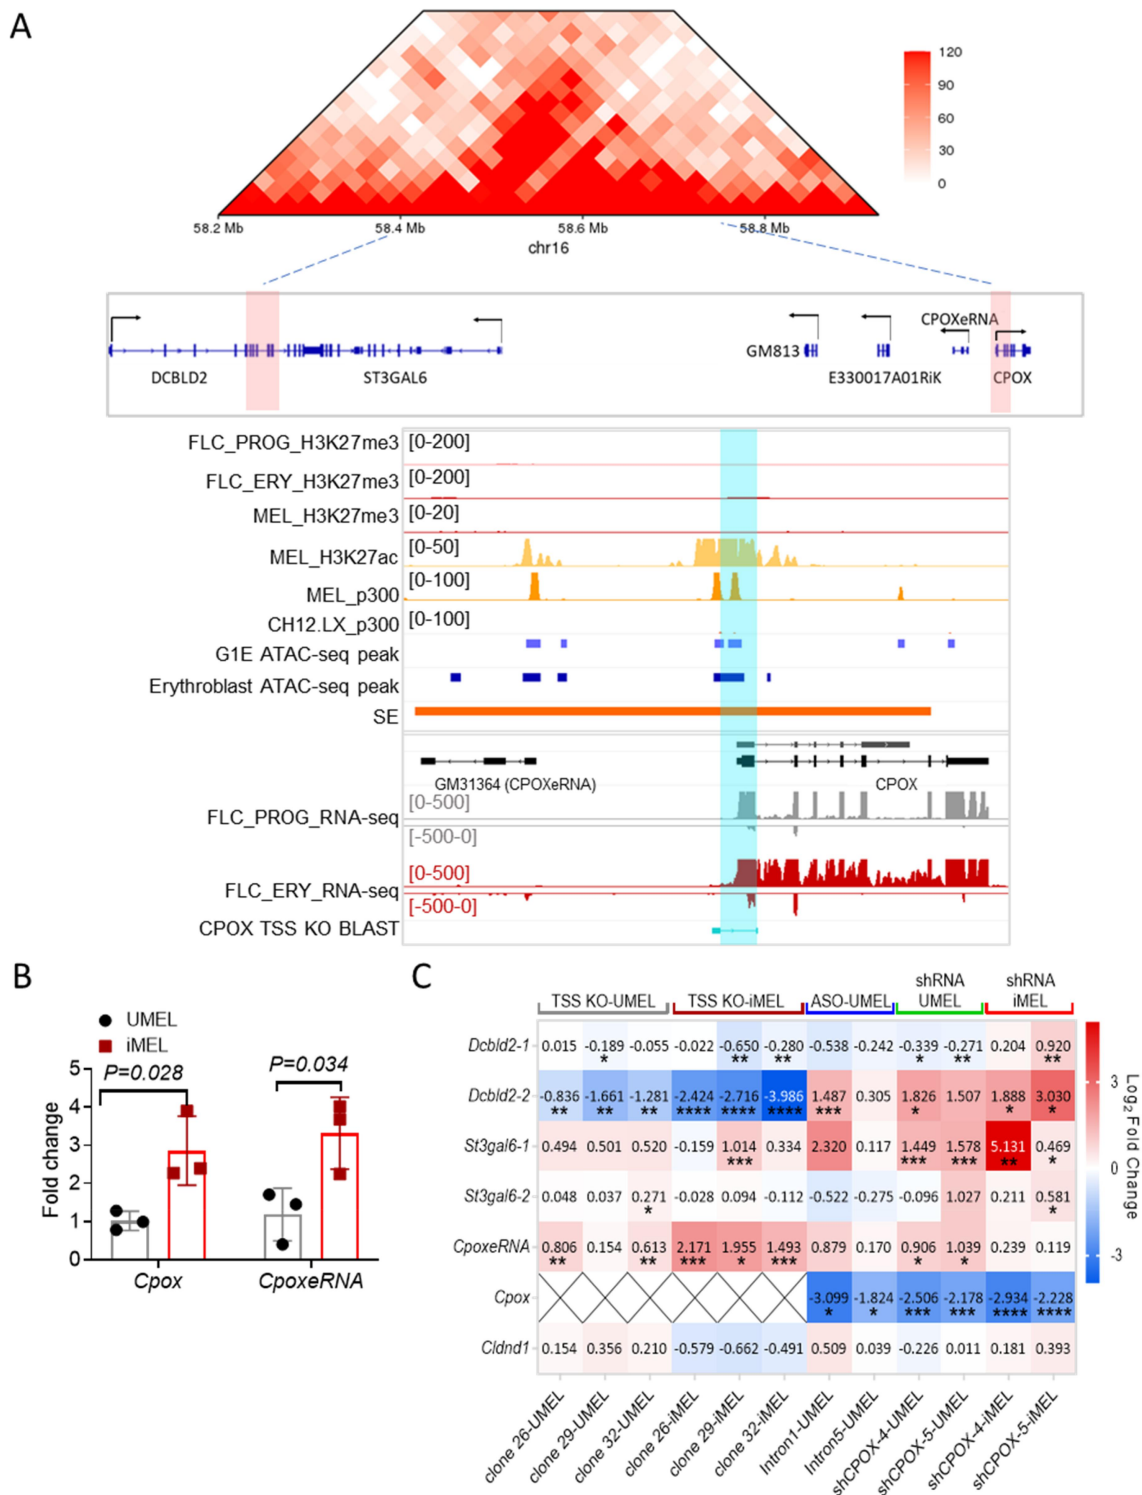 A
120
90
60
30
0
58.2 Mb 58.4 Mb 58.6 Mb 58.8 Mb
chr16
CPOXeRNA
GM813
DCBLD2 ST3GAL6 E330017A01RiK CPOX
FLC_PROG_H3K27me3 [0-200]
FLC_ERY_H3K27me3 [0-200]
MEL_H3K27me3 [0-20]
MEL_H3K27ac [0-50]
MEL_p300 [0-100]
CH12.LX_p300 [0-100]
G1E ATAC-seq peak
Erythroblast ATAC-seq peak
SE
GM31364 (CPOXeRNA) CPOX
FLC_PROG_RNA-seq [0-500]
[-500-0]
FLC_ERY_RNA-seq [0-500]
[-500-0]
CPOX TSS KO BLAST
B
UMEL
iMEL
P=0.028 P=0.034
Fold change
5
4
3
2
1
0
Cpox CpoxeRNA
C
TSS KO-UMEL TSS KO-iMEL ASO-UMEL shRNA UMEL shRNA iMEL
Dcbld2-1 0.015 -0.189 -0.055 -0.022 -0.650 -0.280 -0.538 -0.242 -0.339 -0.271 0.204 0.920
* ** ** * ** **
Dcbld2-2 -0.836 -1.661 -1.281 -2.424 -2.716 -3.986 1.487 0.305 1.826 1.507 1.888 3.030
** ** ** **** **** **** *** * * *
St3gal6-1 0.494 0.501 0.520 -0.159 1.014 0.334 2.320 0.117 1.449 1.578 5.131 0.469
*** *** *** ** *
St3gal6-2 0.048 0.037 0.271 -0.028 0.094 -0.112 -0.522 -0.275 -0.096 1.027 0.211 0.581
* *
CpoxeRNA 0.806 0.154 0.613 2.171 1.955 1.493 0.879 0.170 0.906 1.039 0.239 0.119
** ** *** * *** * *
Cpox -3.099 -1.824 -2.506 -2.178 -2.934 -2.228
* * *** *** **** ****
Cldnd1 0.154 0.356 0.210 -0.579 -0.662 -0.491 0.509 0.039 -0.226 0.011 0.181 0.393
clone 26-UMEL
clone 29-UMEL
clone 32-UMEL
clone 26-iMEL
clone 29-iMEL
clone 32-iMEL
Intron1-UMEL
Intron5-UMEL
shCPOX-4-UMEL
shCPOX-5-UMEL
shCPOX-4-iMEL
shCPOX-5-iMEL
3
0
-3
Log2 Fold Change